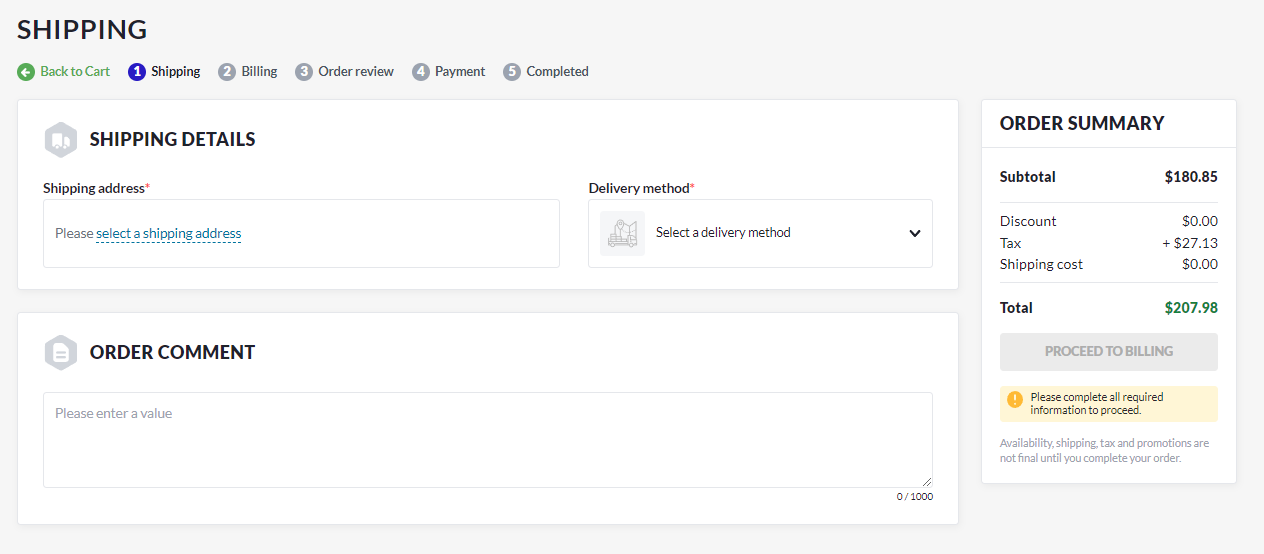 SHIPPING
Back to Cart 1 Shipping 2 Billing 3 Order review 4 Payment 5 Completed
SHIPPING DETAILS
Shipping address*
Please select a shipping address
Delivery method*
Select a delivery method
ORDER COMMENT
Please enter a value
0 / 1000
ORDER SUMMARY
Subtotal $180.85
Discount $0.00
Tax + $27.13
Shipping cost $0.00
Total $207.98
PROCEED TO BILLING
Please complete all required
information to proceed.
Availability, shipping, tax and promotions are
not final until you complete your order.